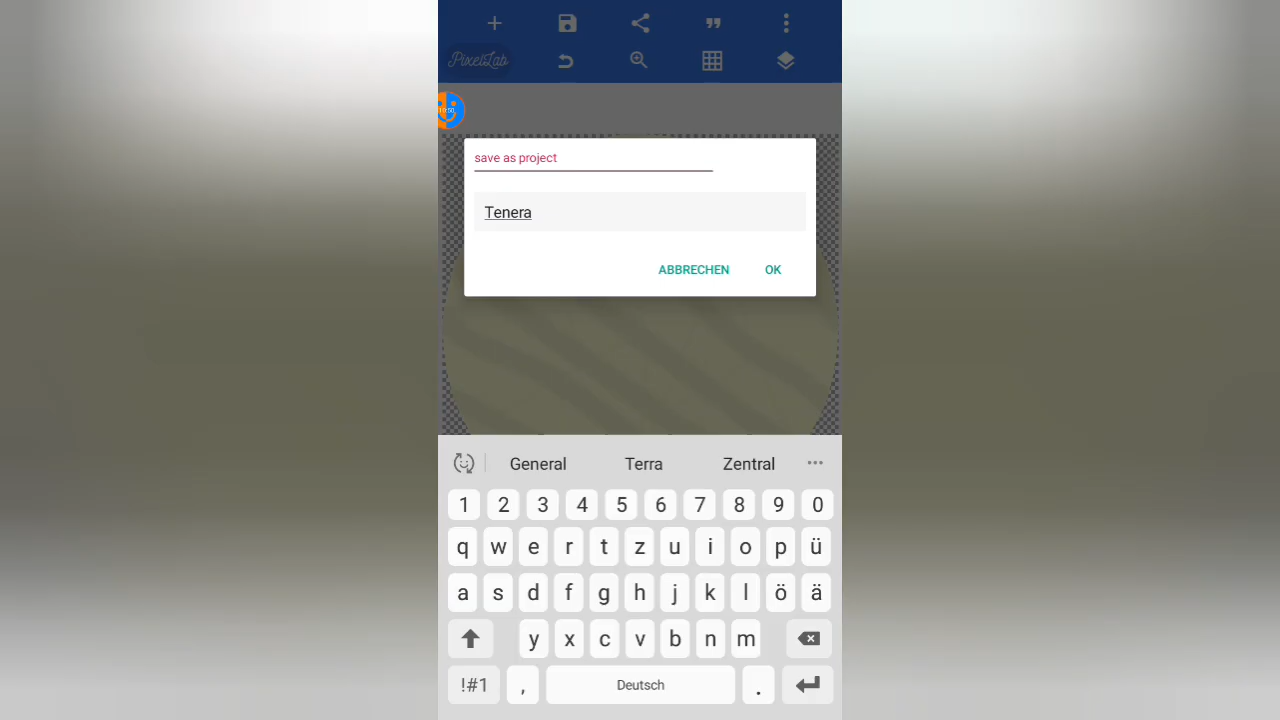 PixelLab
save as project
Tenera
ABBRECHEN OK
General Terra Zentral
1 2 3 4 5 6 7 8 9 0
q w e r t z u i o p ü
a s d f g h j k l ö ä
y x c v b n m
!#1 , Deutsch .